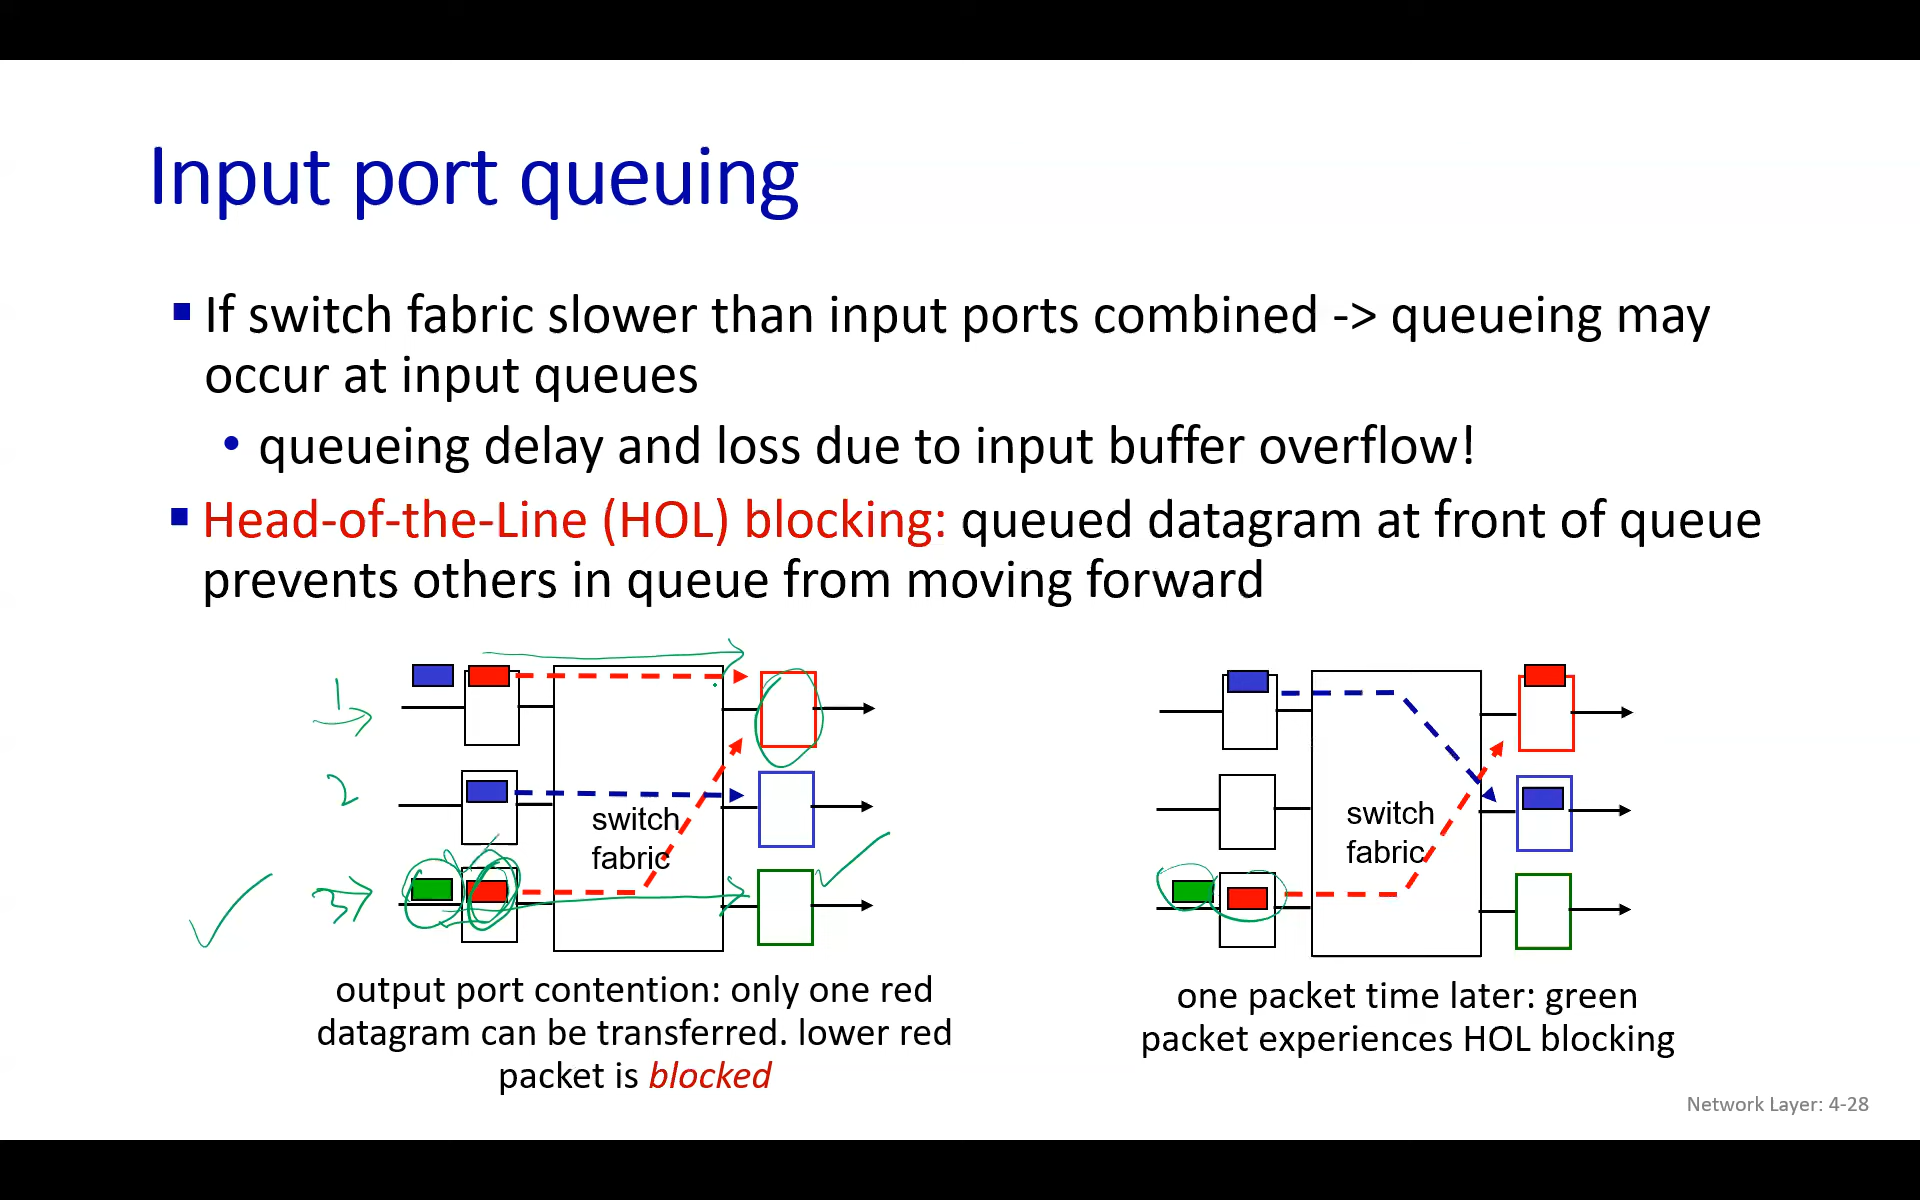 Input port queuing
If switch fabric slower than input ports combined -> queueing may
occur at input queues
queueing delay and loss due to input buffer overflow!
Head-of-the-Line (HOL) blocking: queued datagram at front of queue
prevents others in queue from moving forward
1
2
3
switch
fabric
output port contention: only one red
datagram can be transferred. lower red
packet is blocked
switch
fabric
one packet time later: green
packet experiences HOL blocking
Network Layer: 4-28